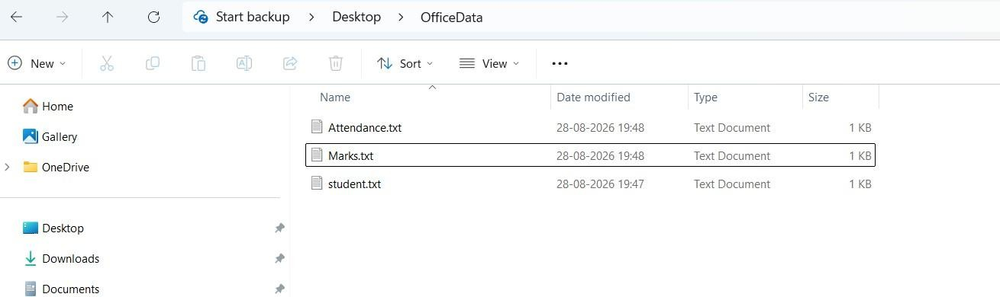 Start backup > Desktop > OfficeData
New Sort View
Home
Gallery
OneDrive
Desktop
Downloads
Documents
Name Date modified Type Size
Attendance.txt 28-08-2026 19:48 Text Document 1 KB
Marks.txt 28-08-2026 19:48 Text Document 1 KB
student.txt 28-08-2026 19:47 Text Document 1 KB